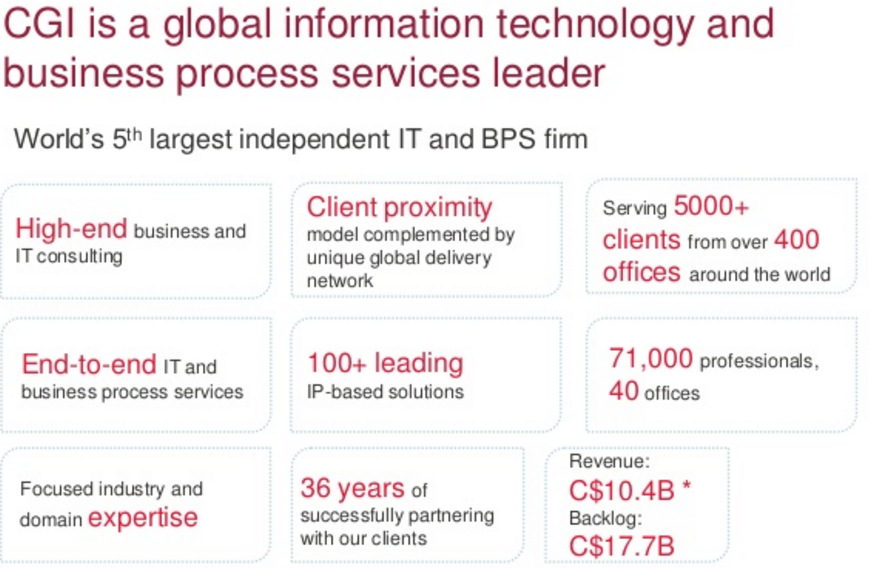 CGI is a global information technology and
business process services leader
World's 5th largest independent IT and BPS firm
High-end business and
IT consulting
Client proximity
model complemented by
unique global delivery
network
Serving 5000+
clients from over 400
offices around the world
End-to-end IT and
business process services
100+ leading
IP-based solutions
71,000 professionals,
40 offices
Focused industry and
domain expertise
36 years of
successfully partnering
with our clients
Revenue:
C$10.4B *
Backlog:
C$17.7B